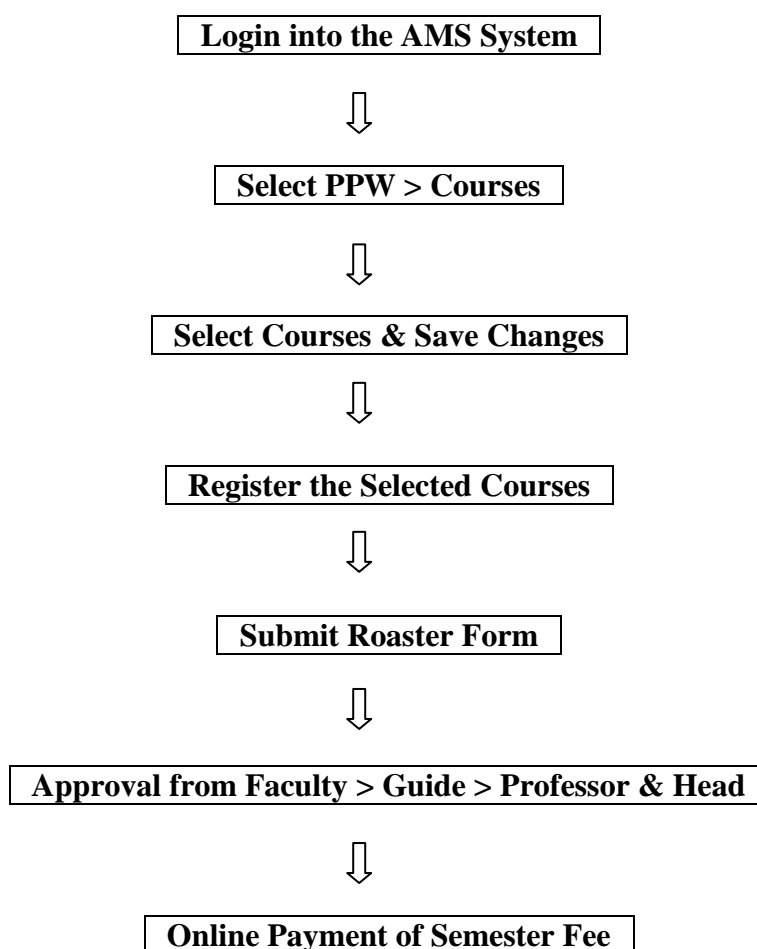 Login into the AMS System
Select PPW > Courses
Select Courses & Save Changes
Register the Selected Courses
Submit Roaster Form
Approval from Faculty > Guide > Professor & Head
Online Payment of Semester Fee